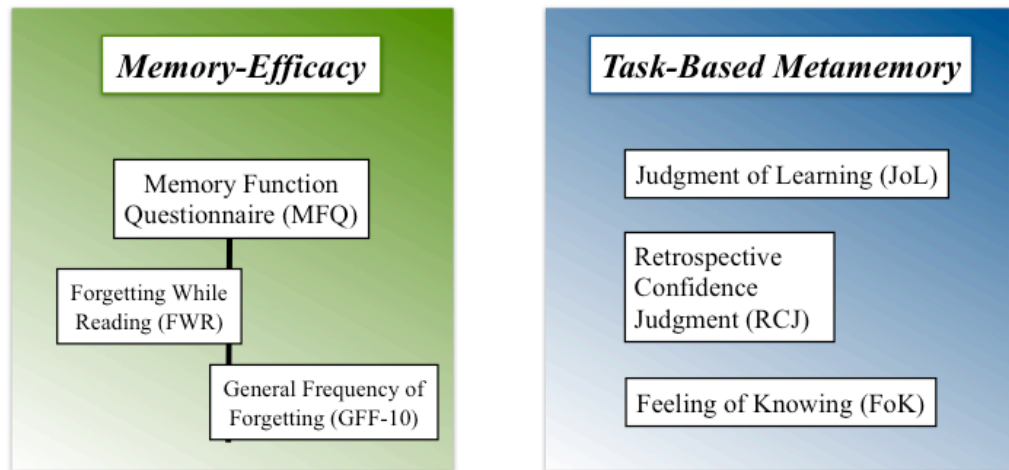 Memory-Efficacy
Memory Function
Questionnaire (MFQ)
Forgetting While
Reading (FWR)
General Frequency of
Forgetting (GFF-10)
Task-Based Metamemory
Judgment of Learning (JoL)
Retrospective
Confidence
Judgment (RCJ)
Feeling of Knowing (FoK)